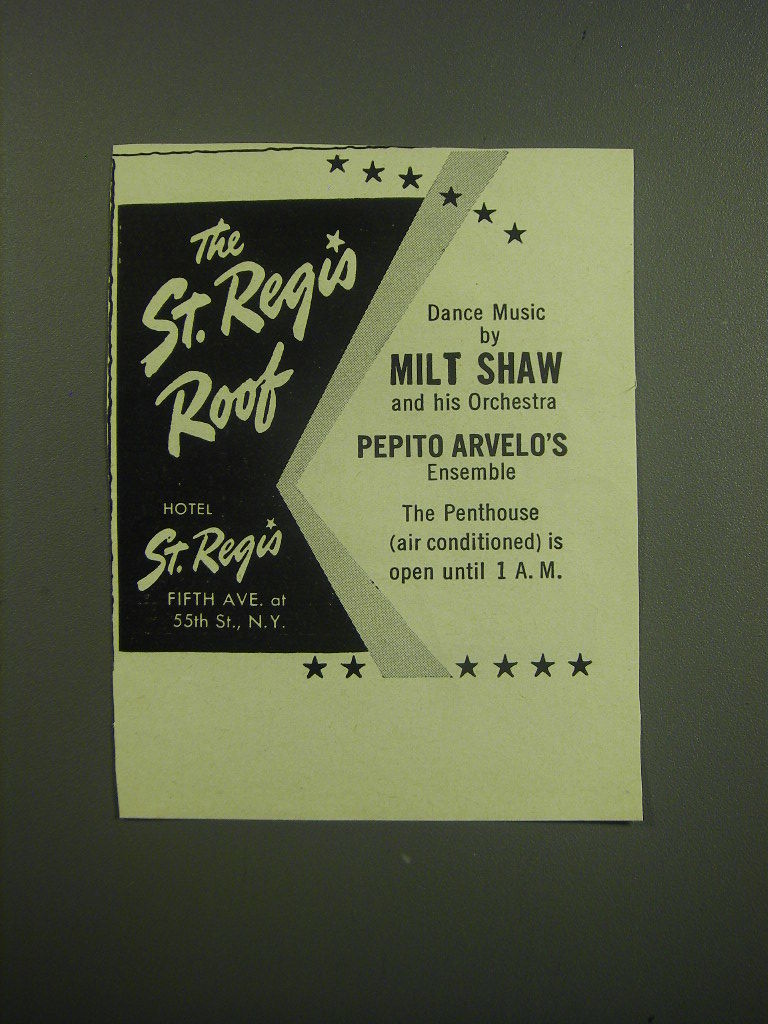 The
St. Regis
Roof
HOTEL
St. Regis
FIFTH AVE. at
55th St., N.Y.
Dance Music
by
MILT SHAW
and his Orchestra
PEPITO ARVELO'S
Ensemble
The Penthouse
(air conditioned) is
open until 1 A. M.